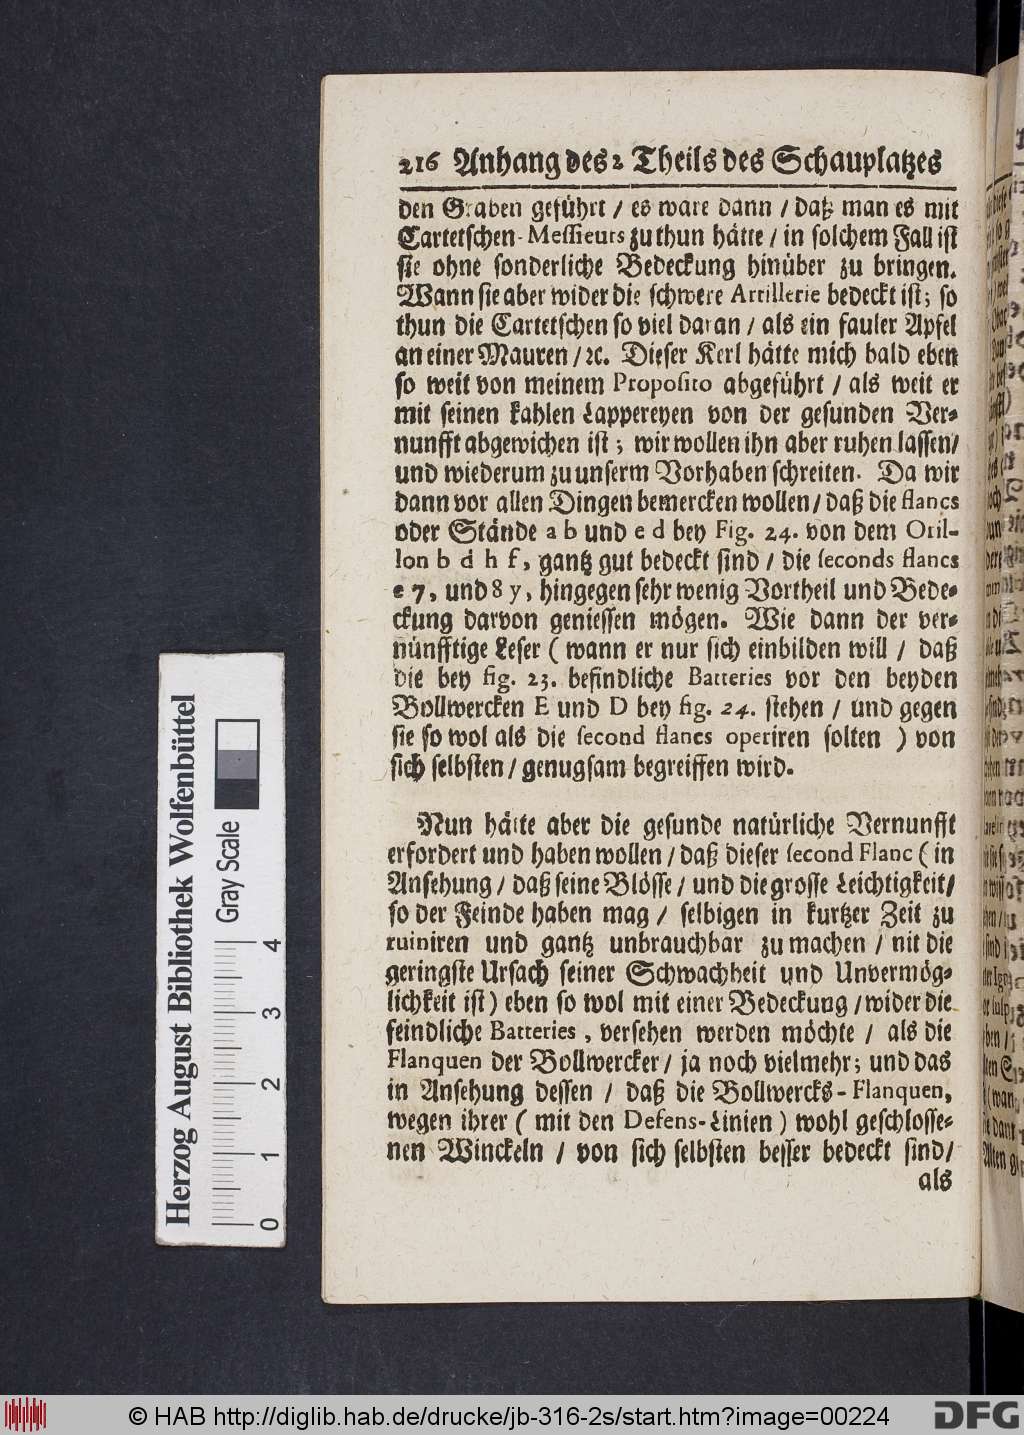 216 Anhang des 2 Theils des Schauplatzes
den Graben geführt / es ware dann / daß man es mit
Cartetschen-Messieurs zu thun hätte / in solchem Fall ist
sie ohne sonderliche Bedeckung hinüber zu bringen.
Wann sie aber wider die schwere Artillerie bedeckt ist; so
thun die Cartetschen so viel daran / als ein fauler Apfel
an einer Mauren / ꝛc. Dieser Kerl hätte mich bald eben
so weit von meinem Proposito abgeführt / als weit er
mit seinen kahlen Lappereyen von der gesunden Ver-
nunfft abgewichen ist; wir wollen ihn aber ruhen lassen/
und wiederum zu unserm Vorhaben schreiten. Da wir
dann vor allen Dingen bemercken wollen / daß die flancs
oder Stände a b und e d bey Fig. 24. von dem Oril-
lon b d h f, gantz gut bedeckt sind / die seconds flancs
e 7, und 8 y, hingegen sehr wenig Vortheil und Bede-
ckung darvon geniessen mögen. Wie dann der ver-
nünfftige Leser ( wann er nur sich einbilden will / daß
die bey fig. 23. befindliche Batteries vor den beyden
Bollwercken E und D bey fig. 24. stehen / und gegen
sie so wol als die second flancs operiren solten ) von
sich selbsten / genugsam begreiffen wird.
Nun hätte aber die gesunde natürliche Vernunfft
erfordert und haben wollen / daß dieser second Flanc ( in
Ansehung / daß seine Blösse / und die grosse Leichtigkeit/
so der Feinde haben mag / selbigen in kurtzer Zeit zu
ruiniren und gantz unbrauchbar zu machen / nit die
geringste Ursach seiner Schwachheit und Unvermög-
lichkeit ist) eben so wol mit einer Bedeckung / wider die
feindliche Batteries, versehen werden möchte / als die
Flanquen der Bollwercker / ja noch vielmehr; und das
in Ansehung dessen / daß die Bollwercks-Flanquen,
wegen ihrer ( mit den Defens-Linien ) wohl geschlosse-
nen Winckeln / von sich selbsten besser bedeckt sind/
als
Herzog August Bibliothek Wolfenbüttel
Gray Scale
0 1 2 3 4
© HAB http://diglib.hab.de/drucke/jb-316-2s/start.htm?image=00224
DFG